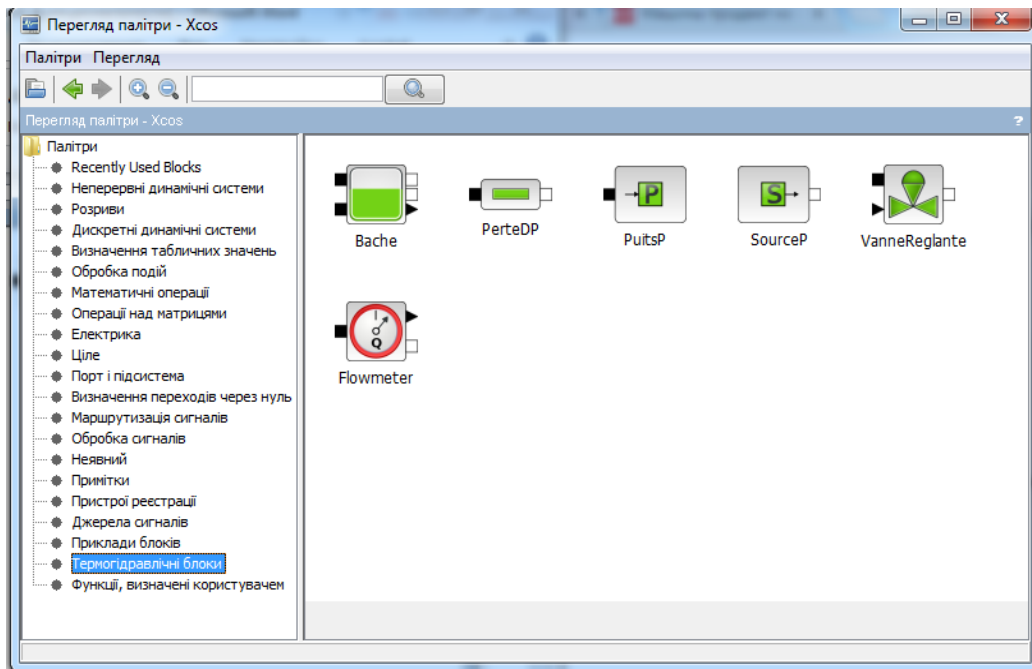 Перегляд палітри - Xcos
Палітри Перегляд
Перегляд палітри - Xcos ?
Палітри
Recently Used Blocks
Неперервні динамічні системи
Розриви
Дискретні динамічні системи
Визначення табличних значень
Обробка подій
Математичні операції
Операції над матрицями
Електрика
Ціле
Порт і підсистема
Визначення переходів через нуль
Маршрутизація сигналів
Обробка сигналів
Неявний
Примітки
Пристрої реєстрації
Джерела сигналів
Приклади блоків
Термогідравлічні блоки
Функції, визначені користувачем
P S
Bache PerteDP PuitsP SourceP VanneReglante
I
Q
Flowmeter